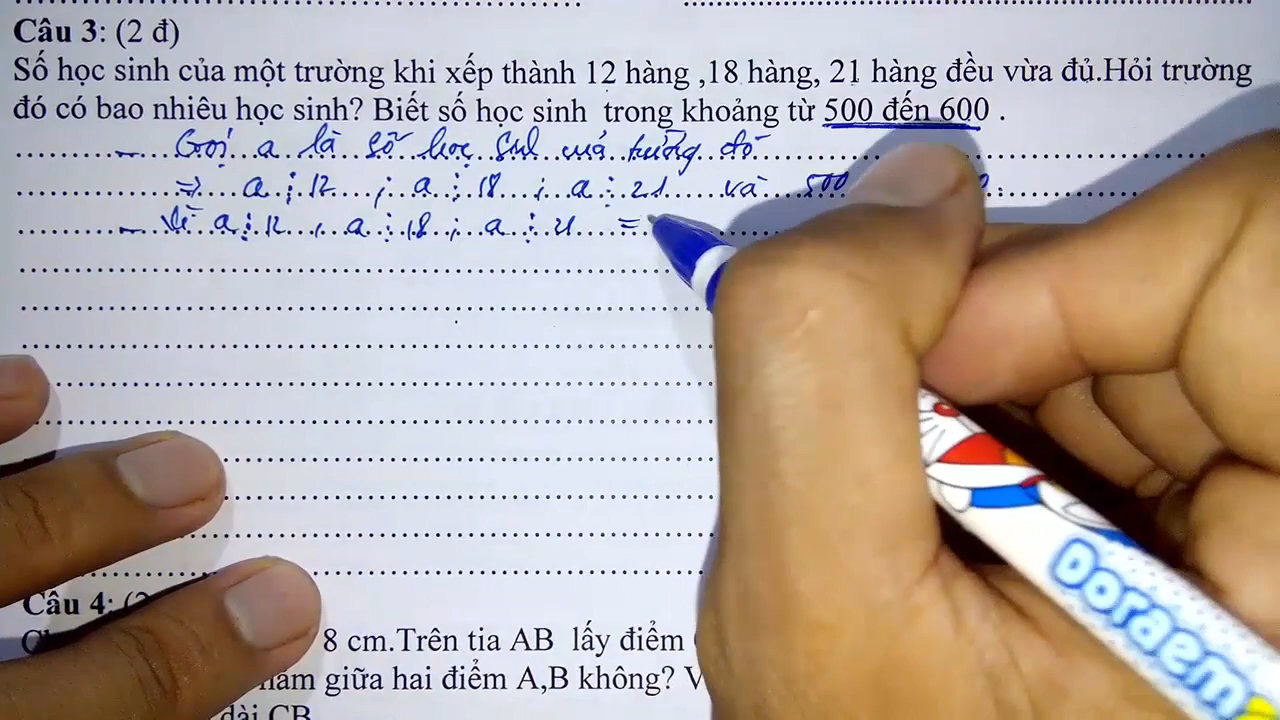 Câu 3: (2 đ)
Số học sinh của một trường khi xếp thành 12 hàng ,18 hàng, 21 hàng đều vừa đủ.Hỏi trường
đó có bao nhiêu học sinh? Biết số học sinh trong khoảng từ 500 đến 600 .
- Gọi a là số học sinh của trường đó
=> a ⋮ 12 ; a ⋮ 18 ; a ⋮ 21 và 500
- Vì a ⋮ 12 ; a ⋮ 18 ; a ⋮ 21 =
Câu 4: (2
8 cm.Trên tia AB lấy điểm
nằm giữa hai điểm A,B không? V
dài CB
Doraem